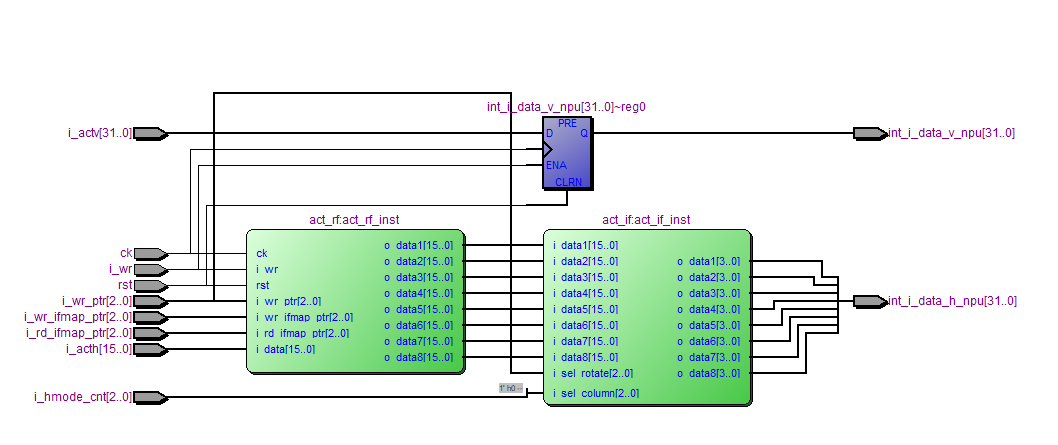 int_i_data_v_npu[31..0]~reg0
PRE
i_actv[31..0]
D
Q
int_i_data_v_npu[31..0]
ENA
CLRN
act_rf:act_rf_inst
act_if:act_if_inst
ck
i_wr
rst
i_wr_ptr[2..0]
i_wr_ifmap_ptr[2..0]
i_rd_ifmap_ptr[2..0]
i_acth[15..0]
i_hmode_cnt[2..0]
ck
i_wr
rst
i_wr_ptr[2..0]
i_wr_ifmap_ptr[2..0]
i_rd_ifmap_ptr[2..0]
i_data[15..0]
o_data1[15..0]
o_data2[15..0]
o_data3[15..0]
o_data4[15..0]
o_data5[15..0]
o_data6[15..0]
o_data7[15..0]
o_data8[15..0]
1' h0 --
i_data1[15..0]
i_data2[15..0]
i_data3[15..0]
i_data4[15..0]
i_data5[15..0]
i_data6[15..0]
i_data7[15..0]
i_data8[15..0]
i_sel_rotate[2..0]
i_sel_column[2..0]
o_data1[3..0]
o_data2[3..0]
o_data3[3..0]
o_data4[3..0]
o_data5[3..0]
o_data6[3..0]
o_data7[3..0]
o_data8[3..0]
int_i_data_h_npu[31..0]